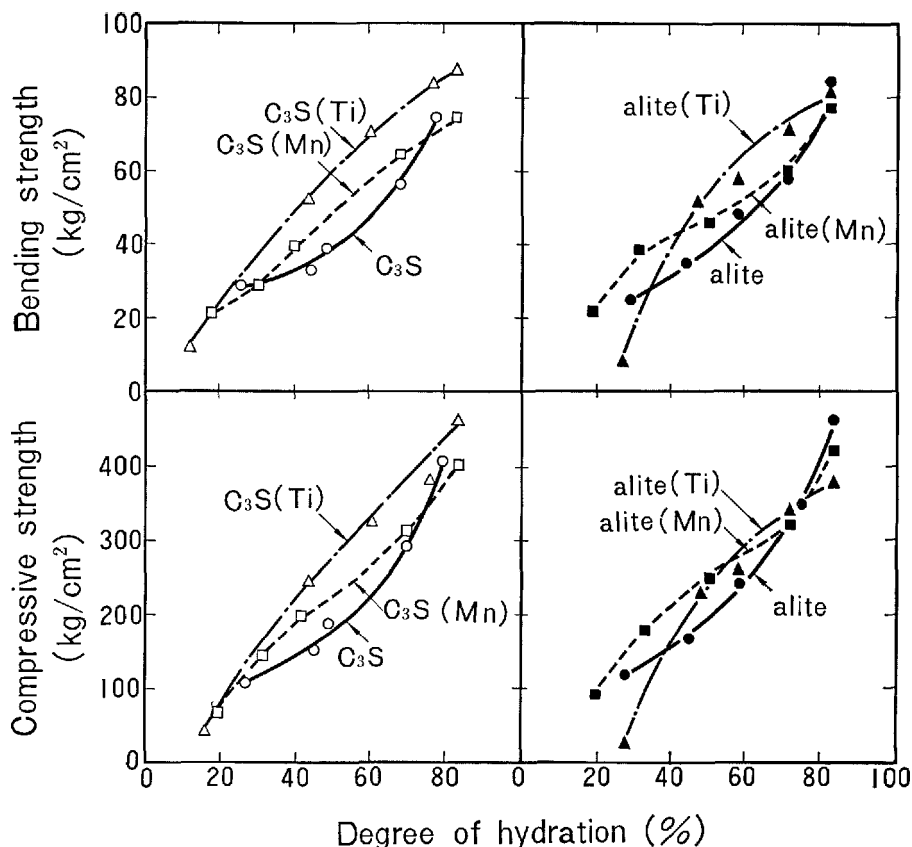 100
80
60
40
20
0
Bending strength
(kg/cm²)
C₃S(Ti)
C₃S(Mn)
C₃S
alite(Ti)
alite(Mn)
alite
400
300
200
100
0
Compressive strength
(kg/cm²)
C₃S(Ti)
C₃S(Mn)
C₃S
alite(Ti)
alite(Mn)
alite
0 20 40 60 80 0 20 40 60 80 100
Degree of hydration (%)